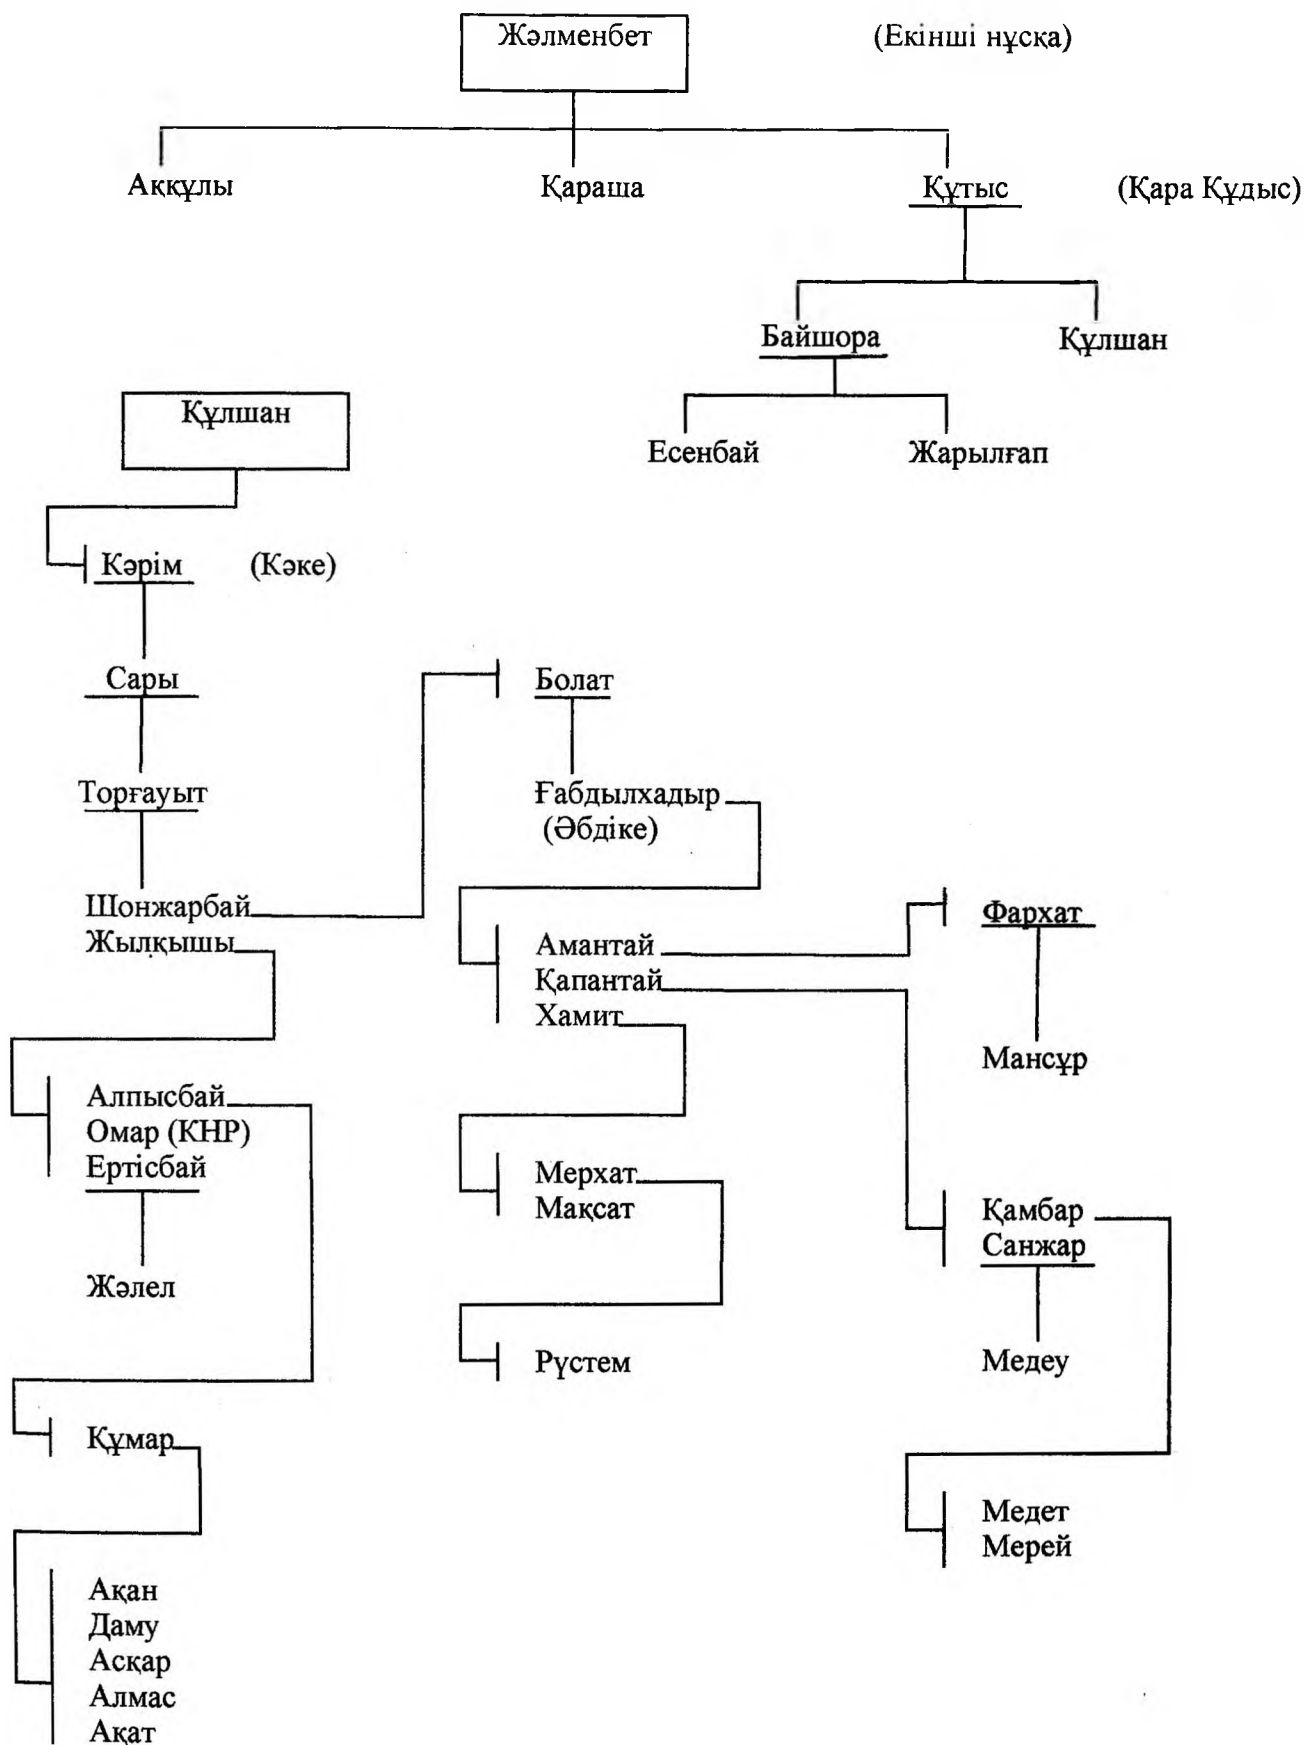 Жәлменбет (Екінші нұсқа)
Аққұлы Қараша Құтыс (Қара Құдыс)
Байшора Құлшан
Есенбай Жарылғап
Құлшан
Кәрім (Кәке)
Сары
Торғауыт
Шонжарбай
Жылқышы
Алпысбай
Омар (КНР)
Ертісбай
Жәлел
Құмар
Ақан
Даму
Асқар
Алмас
Ақат
Болат
Ғабдылхадыр
(Әбдіке)
Амантай
Қапантай
Хамит
Мерхат
Мақсат
Рүстем
Фархат
Мансұр
Қамбар
Санжар
Медеу
Медет
Мерей